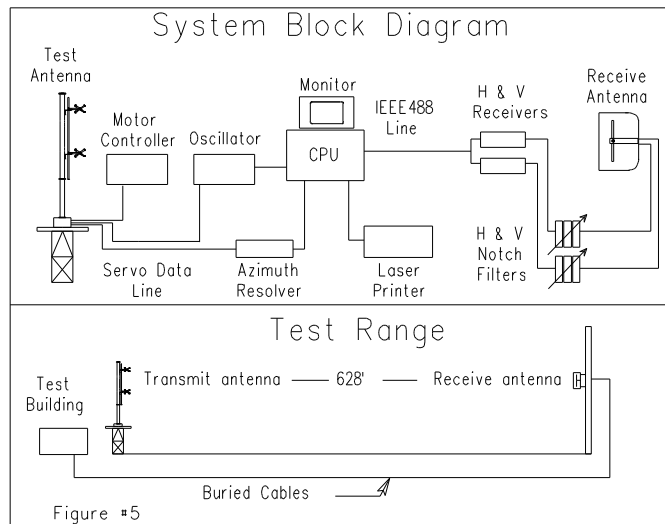 System Block Diagram
Test
Antenna
Motor
Controller
Oscillator
Monitor
CPU
IEEE488
Line
H & V
Receivers
Receive
Antenna
H & V
Notch
Filters
Servo Data
Line
Azimuth
Resolver
Laser
Printer
Test Range
Test
Building
Transmit antenna — 628' — Receive antenna
Buried Cables
Figure #5